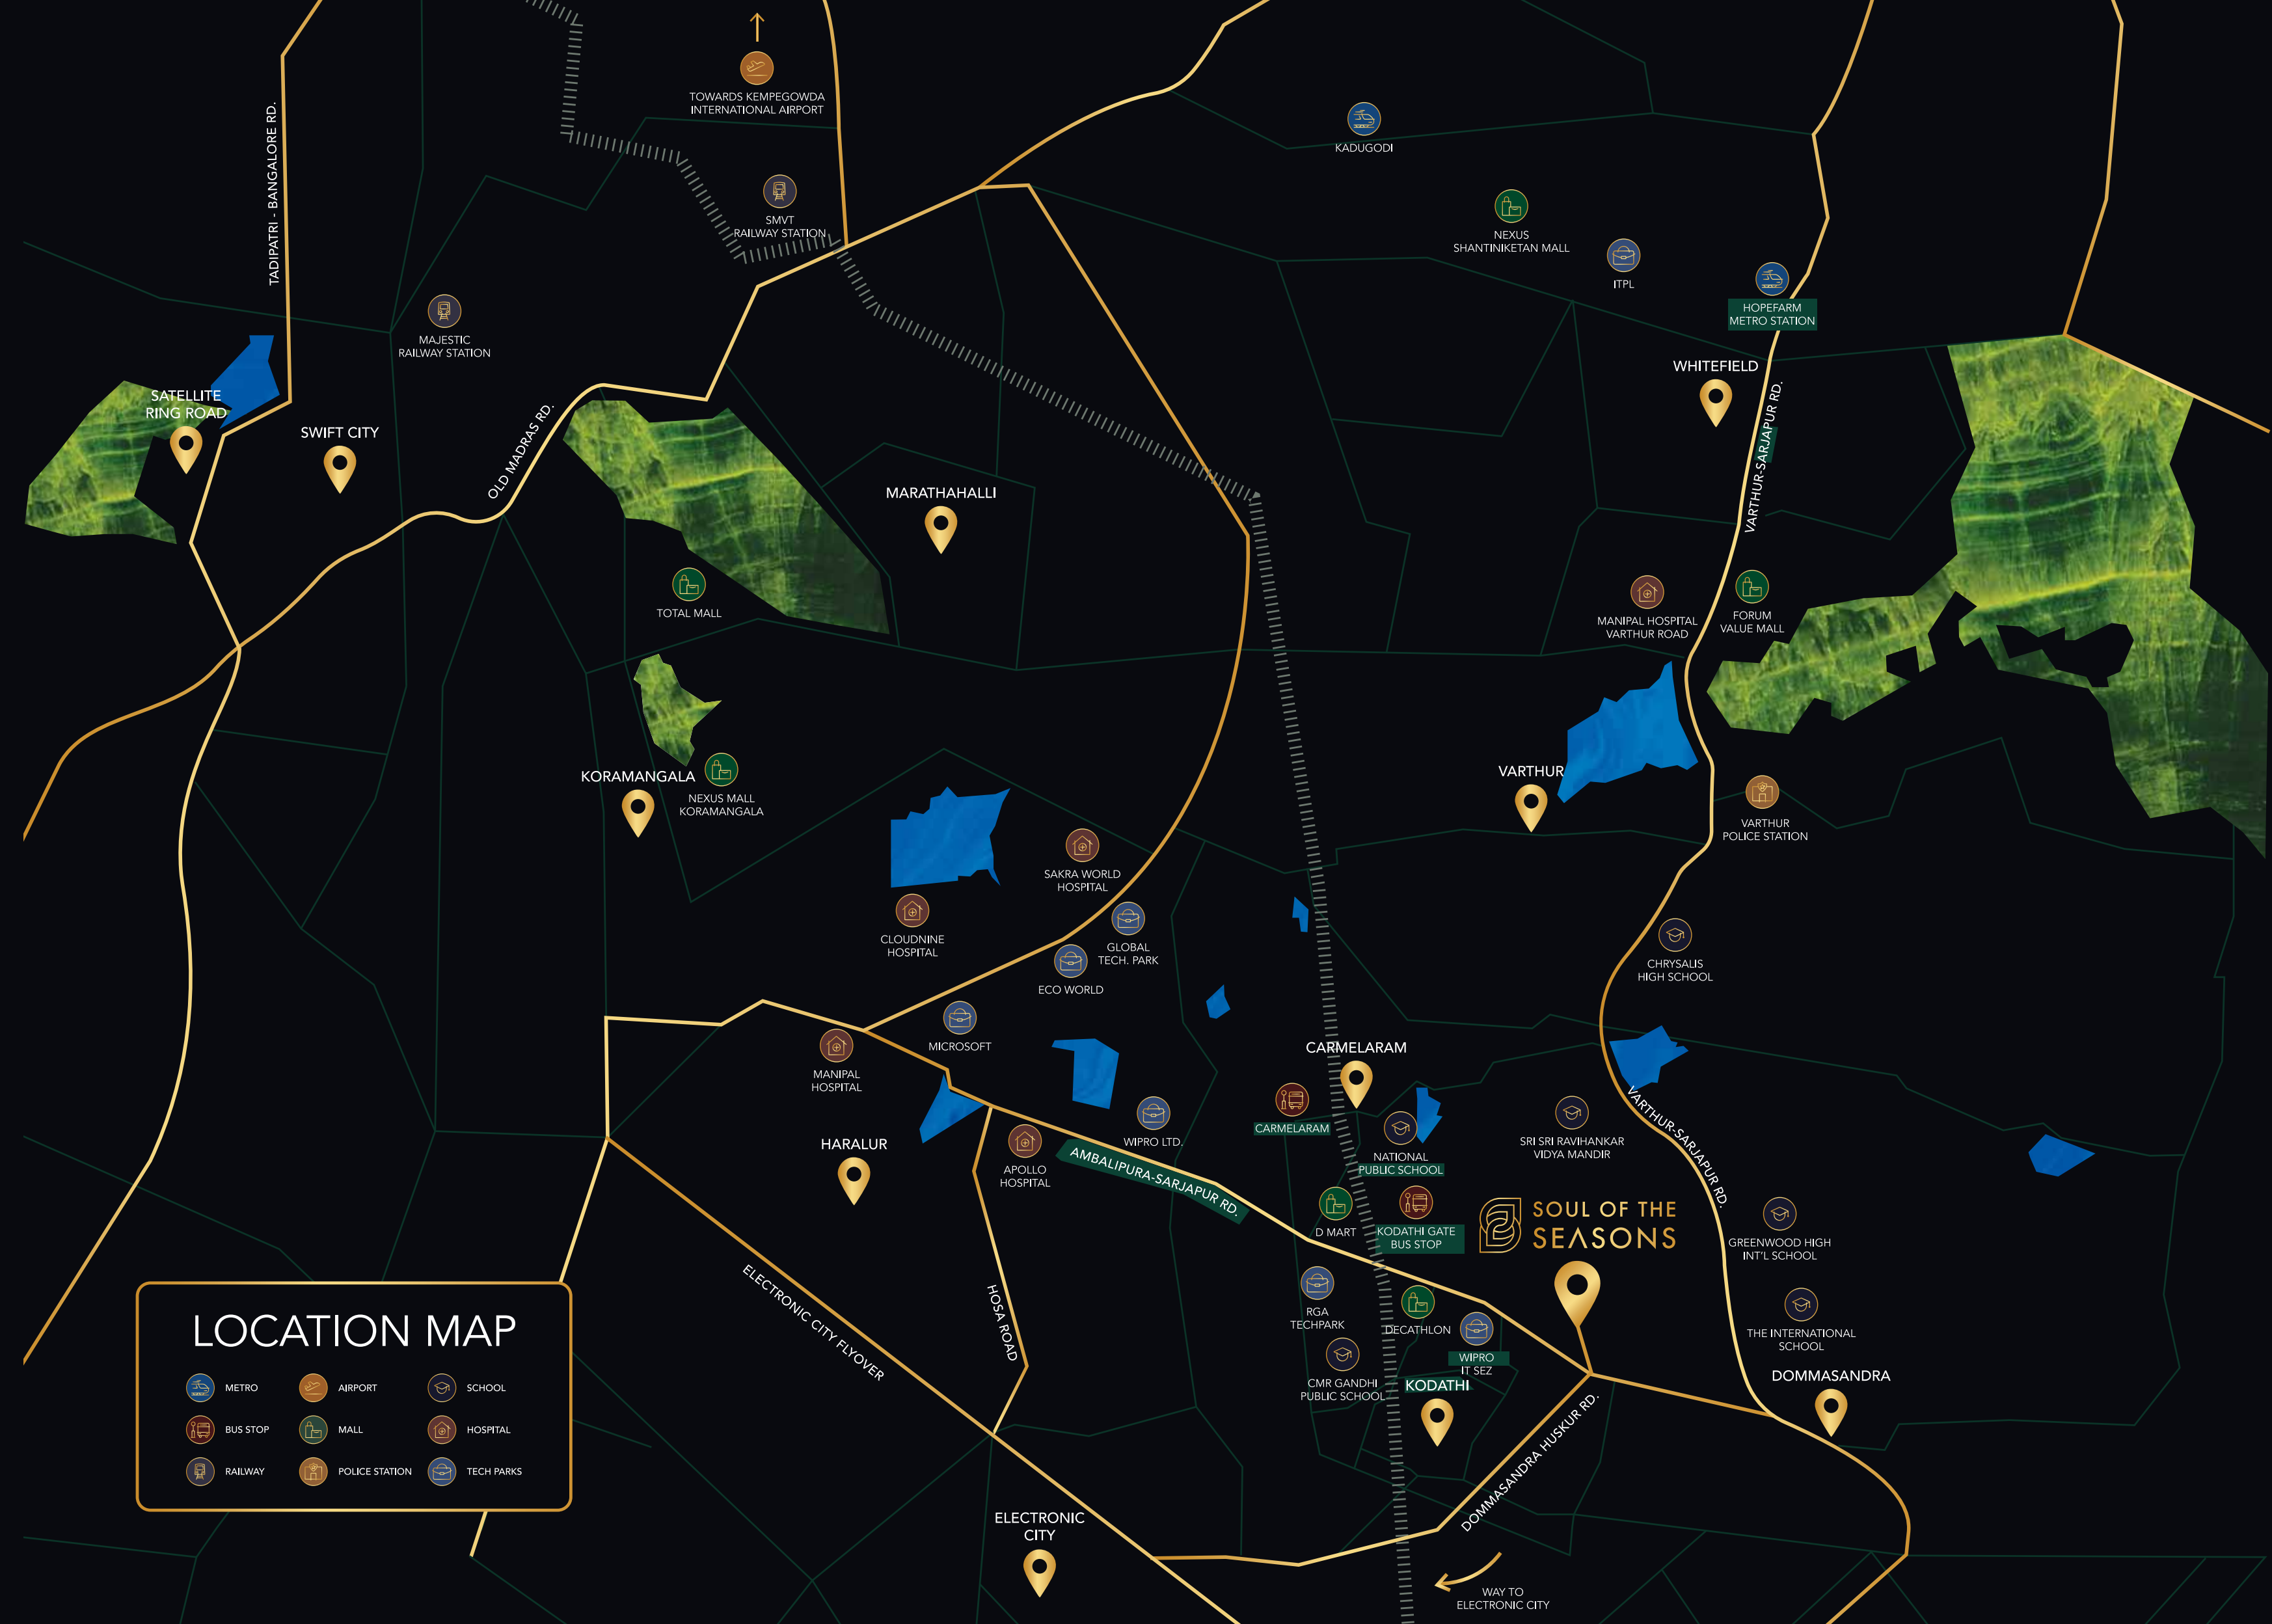 TOWARDS KEMPEGOWDA
INTERNATIONAL AIRPORT
TADIPATRI - BANGALORE RD.
KADUGODI
SMVT
RAILWAY STATION
NEXUS
SHANTINIKETAN MALL
ITPL
HOPEFARM
METRO STATION
MAJESTIC
RAILWAY STATION
WHITEFIELD
SATELLITE
RING ROAD
SWIFT CITY
OLD MADRAS RD.
VARTHUR-SARJAPUR RD.
MARATHAHALLI
TOTAL MALL
MANIPAL HOSPITAL
VARTHUR ROAD
FORUM
VALUE MALL
KORAMANGALA
NEXUS MALL
KORAMANGALA
VARTHUR
VARTHUR
POLICE STATION
SAKRA WORLD
HOSPITAL
CLOUDNINE
HOSPITAL
GLOBAL
TECH. PARK
ECO WORLD
CHRYSALIS
HIGH SCHOOL
MICROSOFT
CARMELARAM
MANIPAL
HOSPITAL
CARMELARAM
WIPRO LTD.
HARALUR
APOLLO
HOSPITAL
AMBALIPURA-SARJAPUR RD.
NATIONAL
PUBLIC SCHOOL
SRI SRI RAVIHANKAR
VIDYA MANDIR
VARTHUR-SARJAPUR RD.
D MART
KODATHI GATE
BUS STOP
SOUL OF THE
SEASONS
GREENWOOD HIGH
INT'L SCHOOL
ELECTRONIC CITY FLYOVER
HOSA ROAD
RGA
TECHPARK
DECATHLON
WIPRO
IT SEZ
THE INTERNATIONAL
SCHOOL
CMR GANDHI
PUBLIC SCHOOL
KODATHI
DOMMASANDRA
DOMMASANDRA HUSKUR RD.
ELECTRONIC
CITY
WAY TO
ELECTRONIC CITY
LOCATION MAP
METRO
AIRPORT
SCHOOL
BUS STOP
MALL
HOSPITAL
RAILWAY
POLICE STATION
TECH PARKS